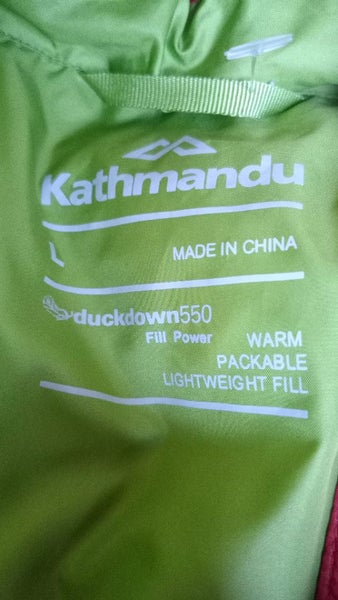 Kathmandu
L
MADE IN CHINA
duckdown550
Fill Power
WARM
PACKABLE
LIGHTWEIGHT FILL